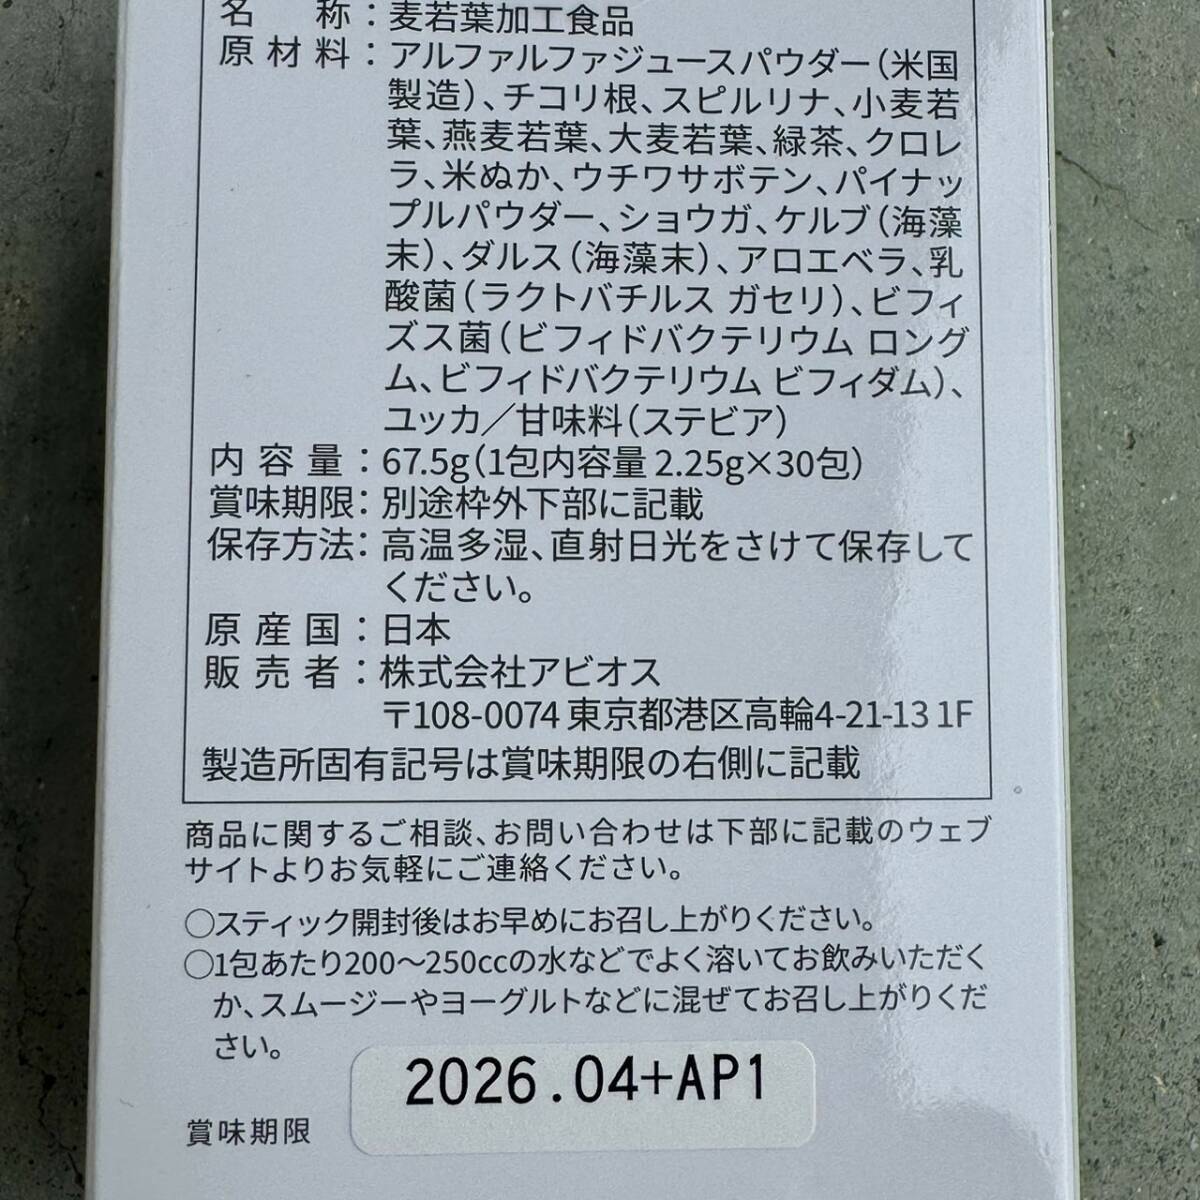 名称：麦若葉加工食品
原材料：アルファルファジュースパウダー（米国
製造）、チコリ根、スピルリナ、小麦若
葉、燕麦若葉、大麦若葉、緑茶、クロレ
ラ、米ぬか、ウチワサボテン、パイナッ
プルパウダー、ショウガ、ケルプ（海藻
末）、ダルス（海藻末）、アロエベラ、乳
酸菌（ラクトバチルス ガセリ）、ビフィ
ズス菌（ビフィドバクテリウム ロング
ム、ビフィドバクテリウム ビフィダム）、
ユッカ／甘味料（ステビア）
内容量：67.5g（1包内容量 2.25g×30包）
賞味期限：別途枠外下部に記載
保存方法：高温多湿、直射日光をさけて保存して
ください。
原産国：日本
販売者：株式会社アビオス
〒108-0074 東京都港区高輪4-21-13 1F
製造所固有記号は賞味期限の右側に記載
商品に関するご相談、お問い合わせは下部に記載のウェブ
サイトよりお気軽にご連絡ください。
○スティック開封後はお早めにお召し上がりください。
○1包あたり200～250ccの水などでよく溶いてお飲みいただく
か、スムージーやヨーグルトなどに混ぜてお召し上がりくだ
さい。
賞味期限 2026.04+AP1